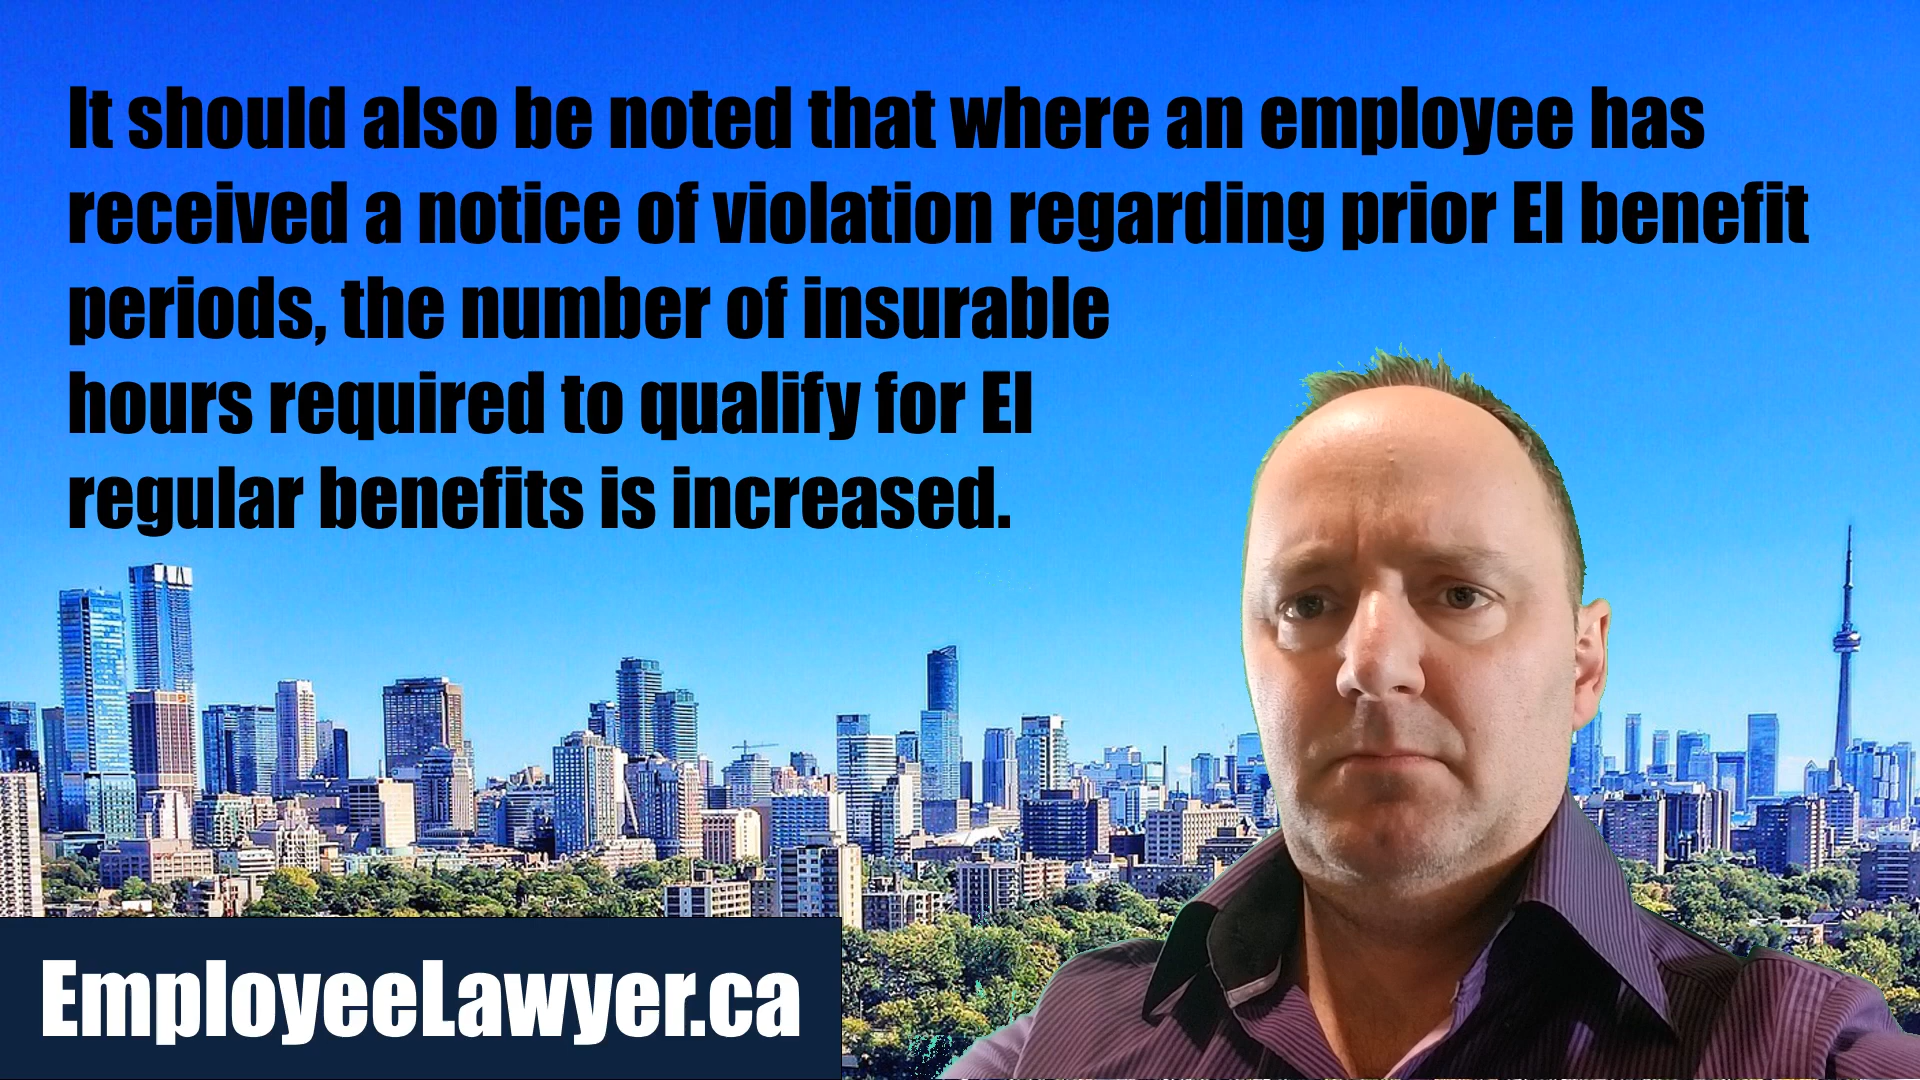 It should also be noted that where an employee has
received a notice of violation regarding prior EI benefit
periods, the number of insurable
hours required to qualify for EI
regular benefits is increased.
EmployeeLawyer.ca